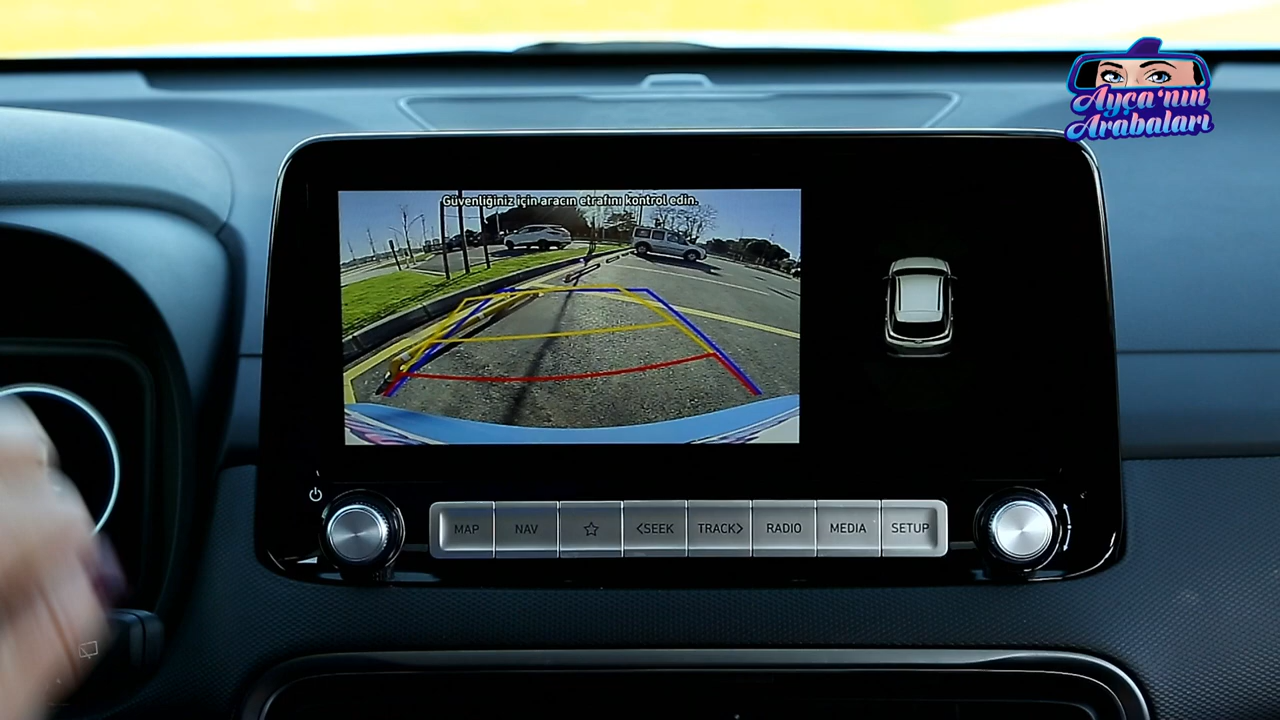 Ayça'nın
Arabaları
Güvenliğiniz için aracın etrafını kontrol edin.
MAP
NAV
<SEEK
TRACK>
RADIO
MEDIA
SETUP